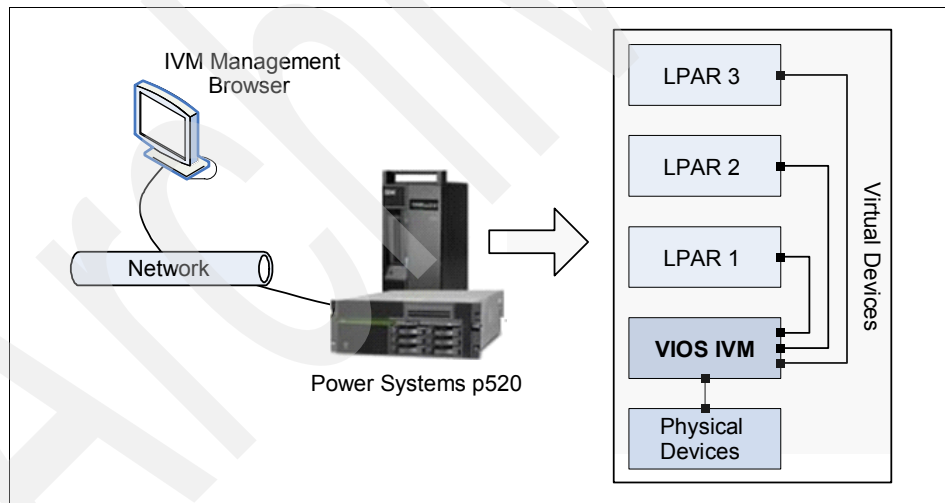 IVM Management
Browser
Network
Power Systems p520
LPAR 3
LPAR 2
LPAR 1
VIOS IVM
Physical
Devices
Virtual Devices